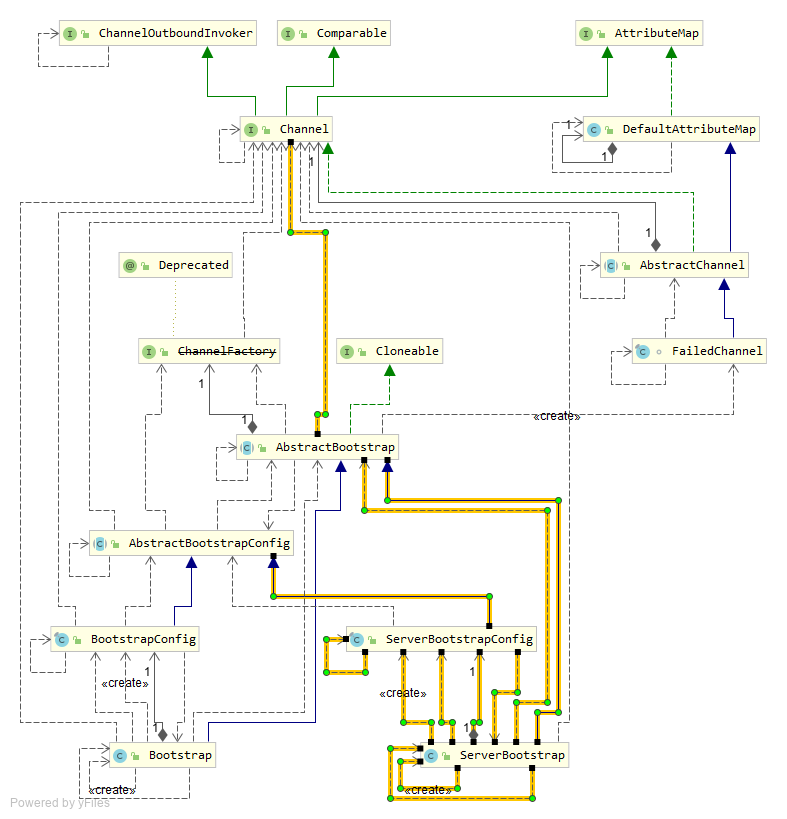 ChannelOutboundInvoker
Comparable
AttributeMap
Channel
1
DefaultAttributeMap
1
1
1
Deprecated
AbstractChannel
ChannelFactory
Cloneable
FailedChannel
1
1
«create»
AbstractBootstrap
AbstractBootstrapConfig
BootstrapConfig
ServerBootstrapConfig
1
1
«create»
«create»
1
1
Bootstrap
ServerBootstrap
«create»
«create»
Powered by yFiles